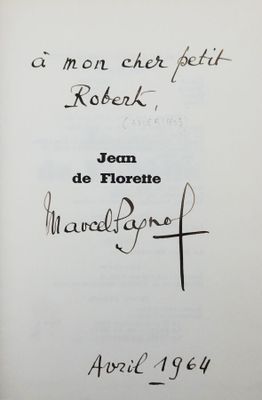 à mon cher petit
Robert,
Jean
de Florette
Marcel Pagnol
Avril 1964